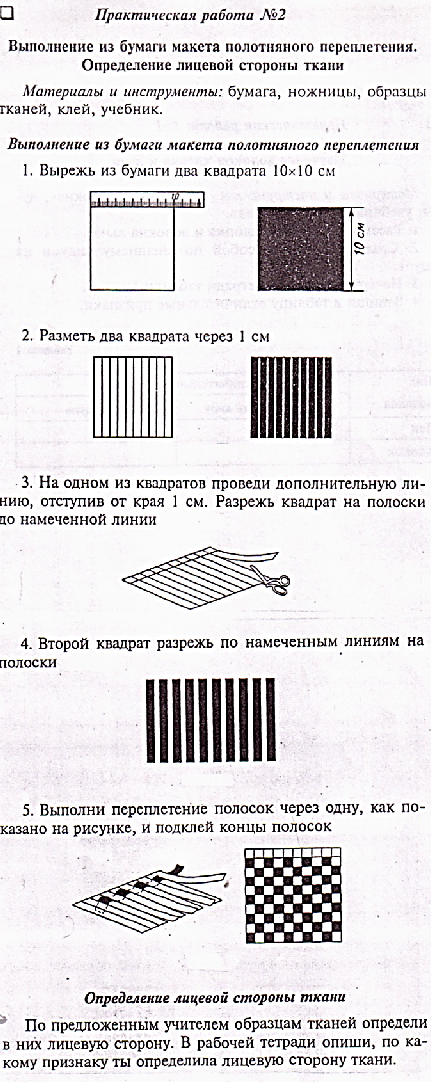 Практическая работа №2
Выполнение из бумаги макета полотняного переплетения.
Определение лицевой стороны ткани
Материалы и инструменты: бумага, ножницы, образцы
тканей, клей, учебник.
Выполнение из бумаги макета полотняного переплетения
1. Вырежь из бумаги два квадрата 10×10 см
10
10 см
2. Разметь два квадрата через 1 см
3. На одном из квадратов проведи дополнительную ли-
нию, отступив от края 1 см. Разрежь квадрат на полоски
до намеченной линии
4. Второй квадрат разрежь по намеченным линиям на
полоски
5. Выполни переплетение полосок через одну, как по-
казано на рисунке, и подклей концы полосок
Определение лицевой стороны ткани
По предложенным учителем образцам тканей определи
в них лицевую сторону. В рабочей тетради опиши, по ка-
кому признаку ты определила лицевую сторону ткани.